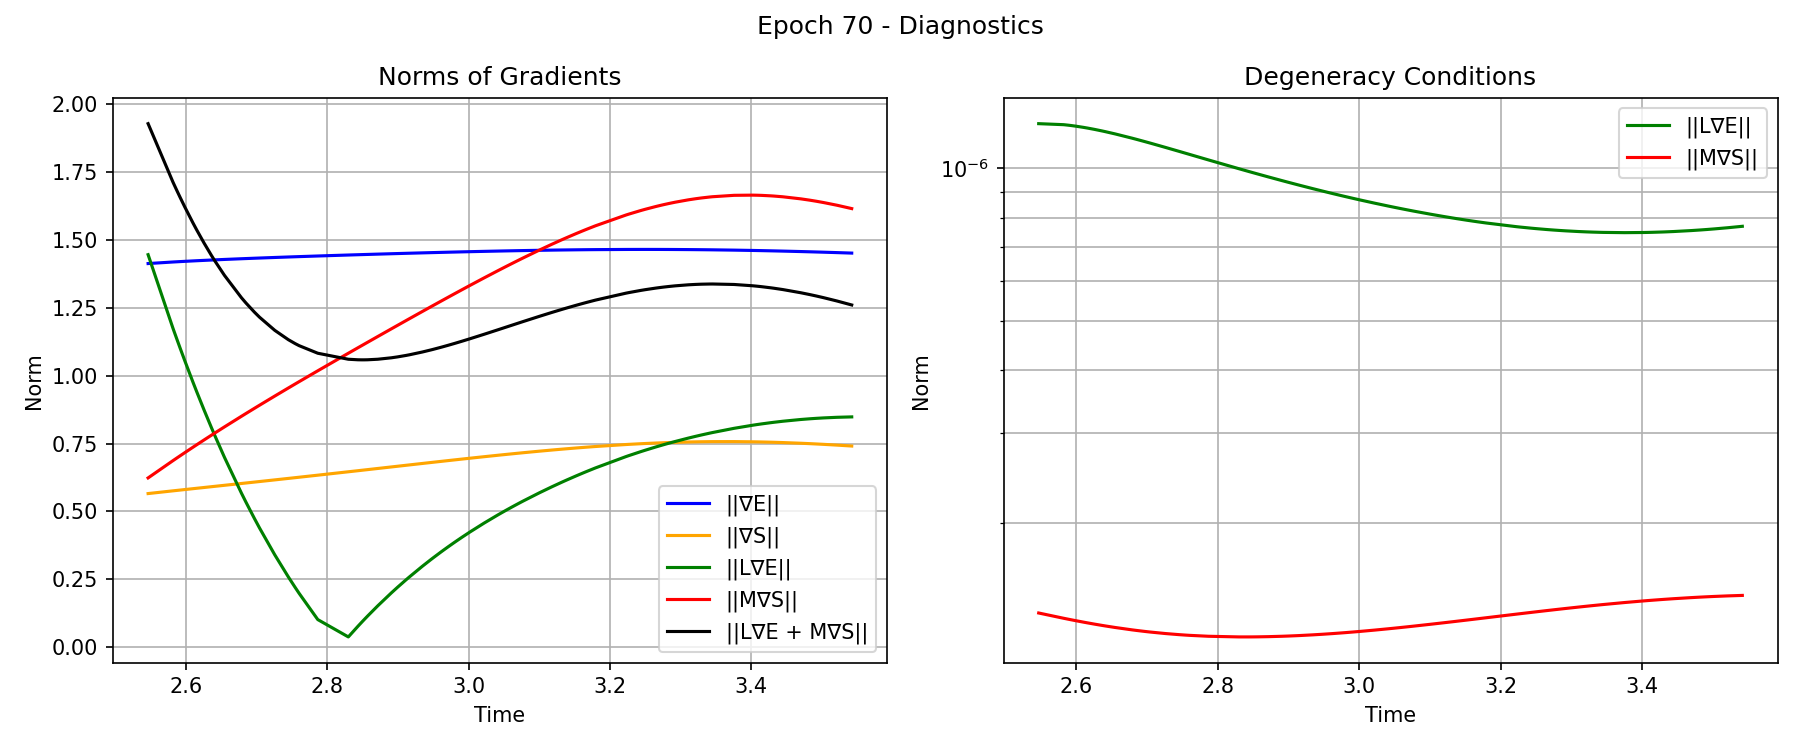 Epoch 70 - Diagnostics
Norms of Gradients
2.00
1.75
1.50
1.25
1.00
0.75
0.50
0.25
0.00
Norm
2.6
2.8
3.0
3.2
3.4
Time
||∇E||
||∇S||
||L∇E||
||M∇S||
||L∇E + M∇S||
Degeneracy Conditions
10⁻⁶
Norm
2.6
2.8
3.0
3.2
3.4
Time
||L∇E||
||M∇S||